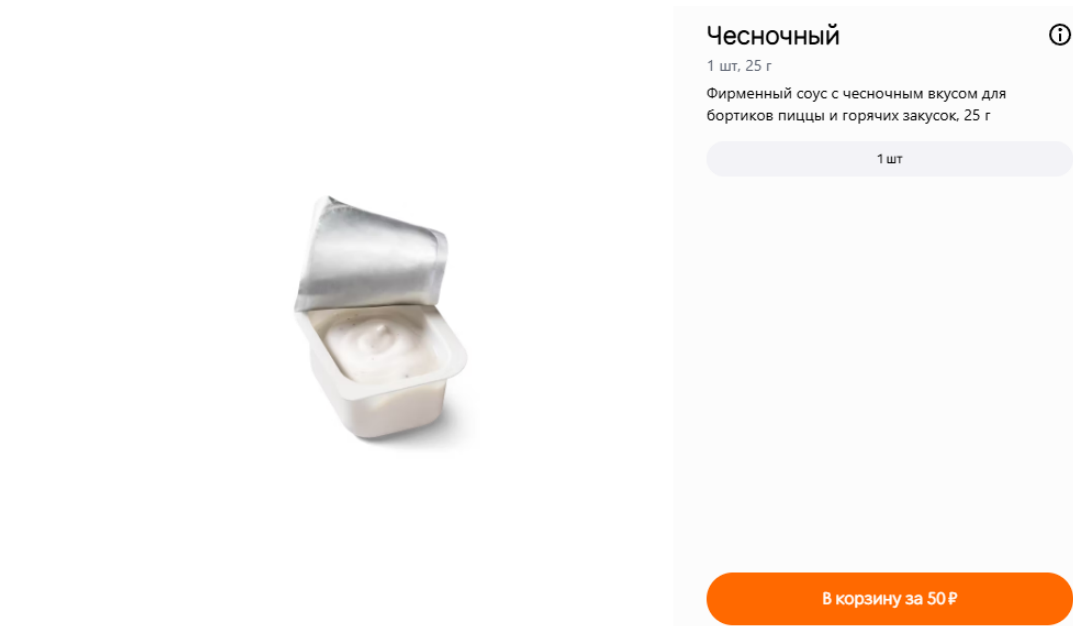 Чесночный
1 шт, 25 г
Фирменный соус с чесночным вкусом для
бортиков пиццы и горячих закусок, 25 г
1 шт
В корзину за 50 ₽